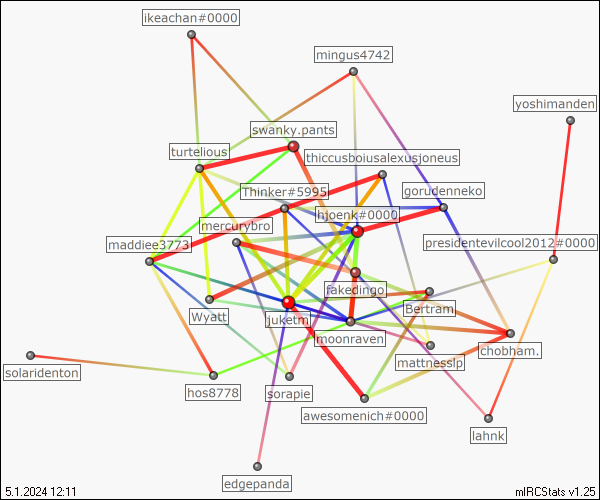 ikeachan#0000
mingus4742
yoshimanden
swanky.pants
turtelious
thiccusboiusalexusjoneus
Thinker#5995
gorudenneko
hjoenk#0000
mercurybro
maddiee3773
presidentevilcool2012#0000
fakedingo
Bertram
Wyatt
juketm
moonraven
chobham.
mattnesslp
solaridenton
hos8778
sorapie
awesomenich#0000
lahnk
edgepanda
5.1.2024 12:11
mIRCStats v1.25